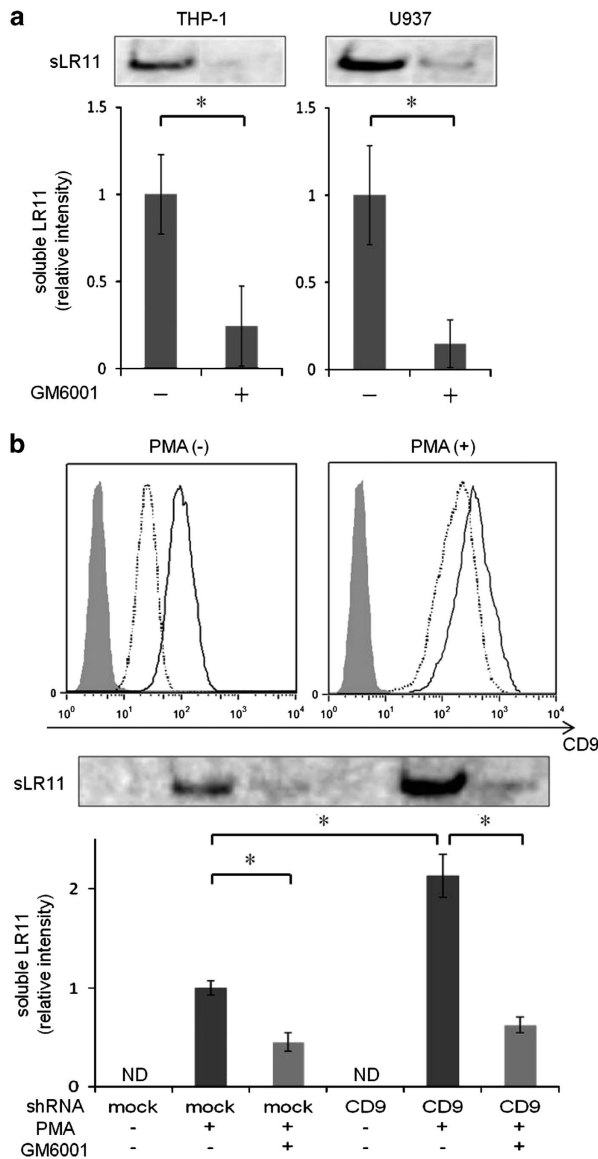 a
THP-1 U937
sLR11
1.5 1.5
* *
1 1
0.5 0.5
0 0
soluble LR11
(relative intensity)
GM6001 − + − +
b
PMA (-) PMA (+)
0 0
10⁰ 10¹ 10² 10³ 10⁴ 10⁰ 10¹ 10² 10³ 10⁴
CD9
sLR11
* * *
2
1
0
soluble LR11
(relative intensity)
ND ND
shRNA mock mock mock CD9 CD9 CD9
PMA - + + - + +
GM6001 - - + - - +